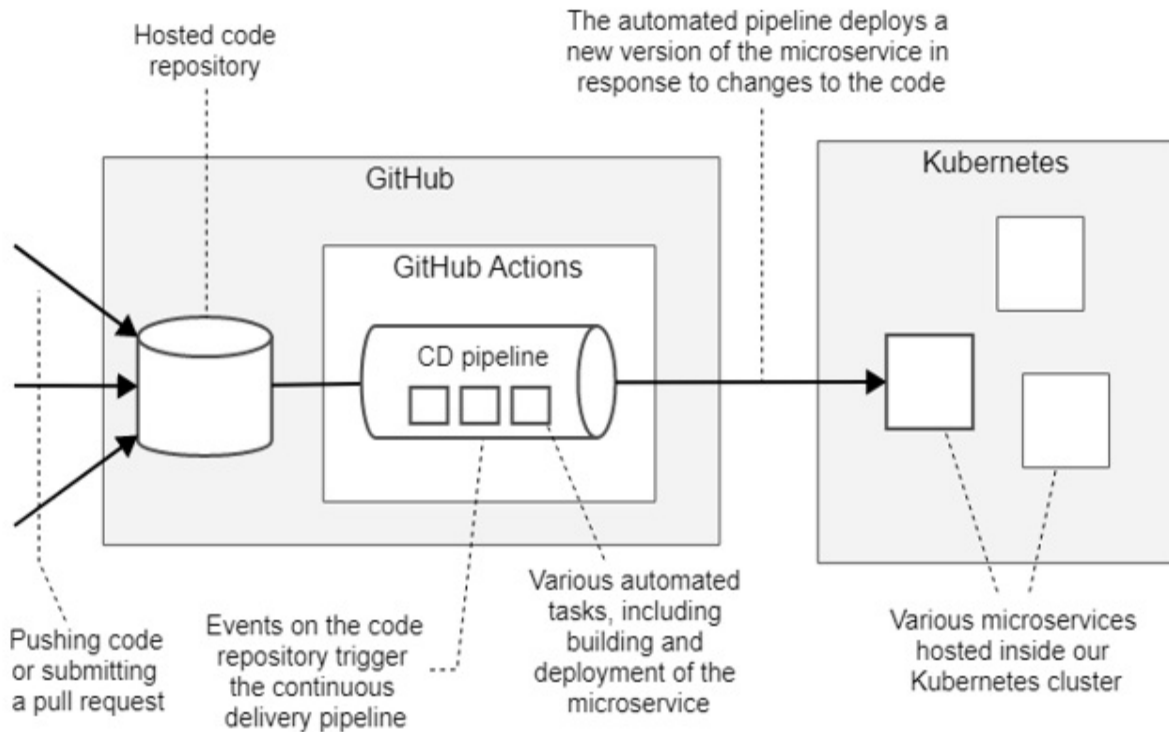 Hosted code
repository
The automated pipeline deploys a
new version of the microservice in
response to changes to the code
GitHub
Kubernetes
GitHub Actions
CD pipeline
Pushing code
or submitting
a pull request
Events on the code
repository trigger
the continuous
delivery pipeline
Various automated
tasks, including
building and
deployment of the
microservice
Various microservices
hosted inside our
Kubernetes cluster